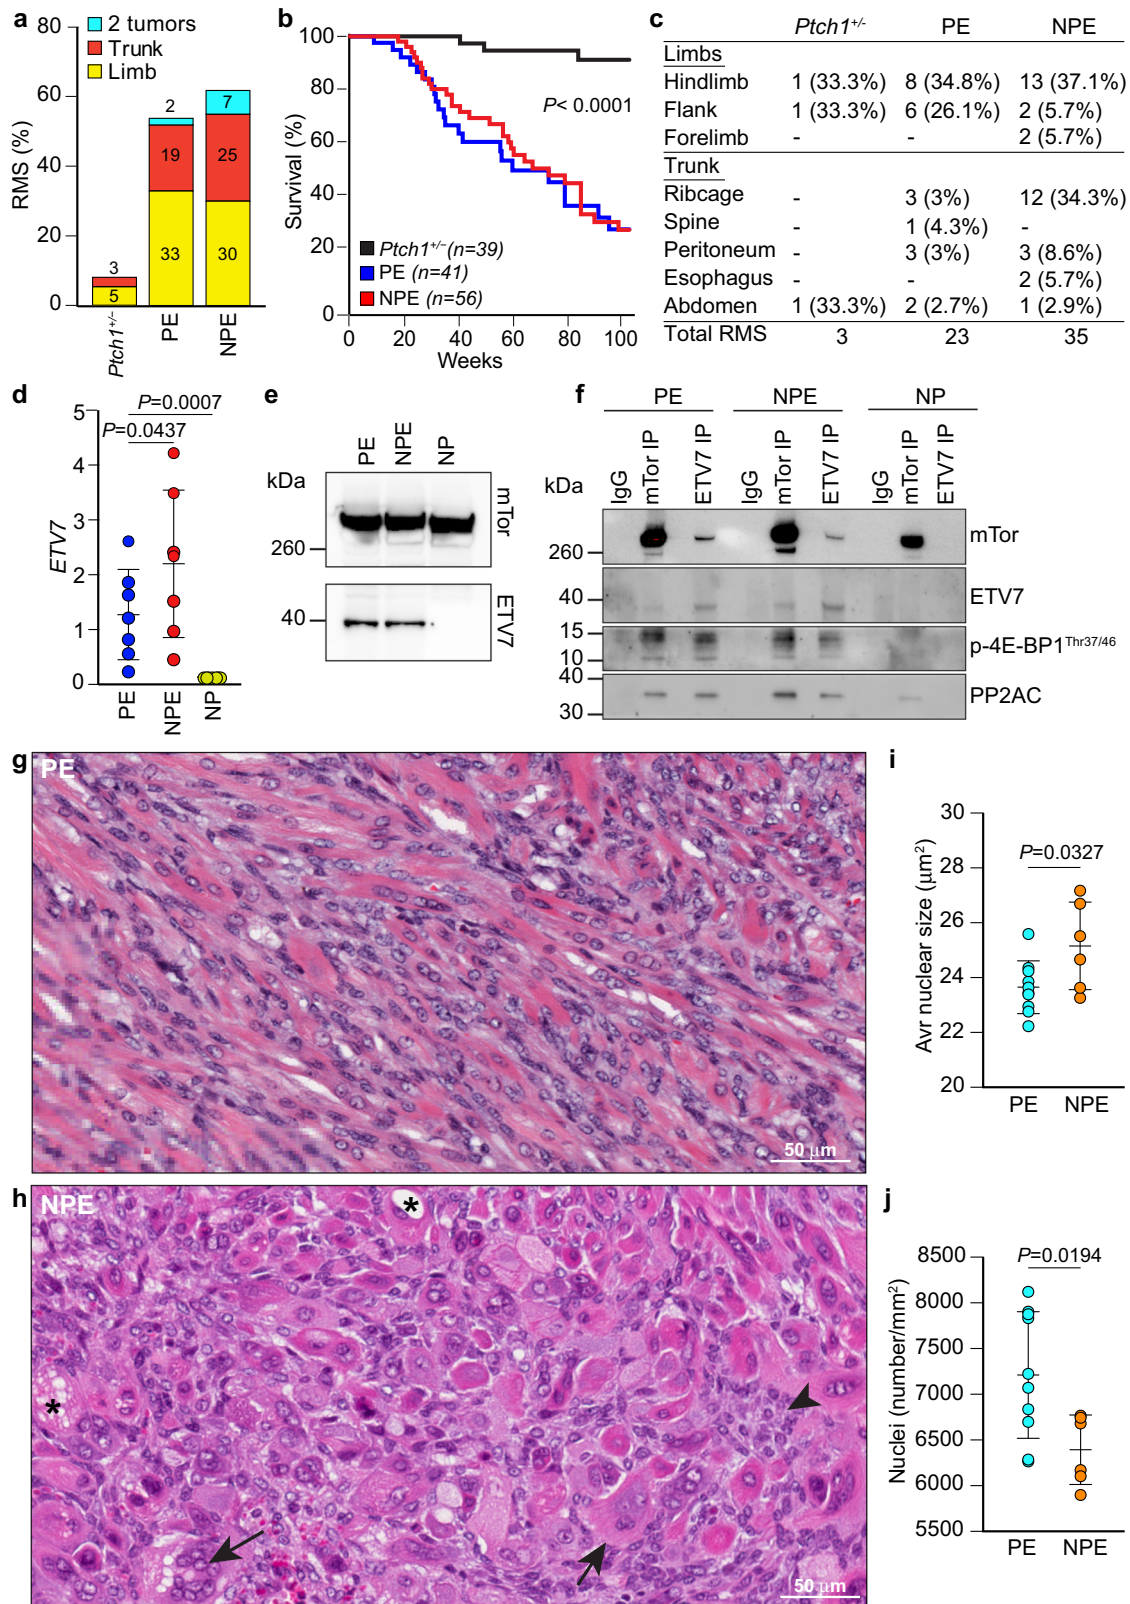 a
80
60
40
20
0
RMS (%)
2 tumors
Trunk
Limb
3
5
2
19
33
7
25
30
Ptch1+/-
PE
NPE
b
100
80
60
40
20
0
Survival (%)
P< 0.0001
Ptch1+/-(n=39)
PE (n=41)
NPE (n=56)
0 20 40 60 80 100
Weeks
c
Ptch1+/- PE NPE
Limbs
Hindlimb 1 (33.3%) 8 (34.8%) 13 (37.1%)
Flank 1 (33.3%) 6 (26.1%) 2 (5.7%)
Forelimb - - 2 (5.7%)
Trunk
Ribcage - 3 (3%) 12 (34.3%)
Spine 1 (4.3%) -
Peritoneum - 3 (3%) 3 (8.6%)
Esophagus - - 2 (5.7%)
Abdomen 1 (33.3%) 2 (2.7%) 1 (2.9%)
Total RMS 3 23 35
d
5
4
3
2
1
0
ETV7
P=0.0007
P=0.0437
PE
NPE
NP
e
PE
NPE
NP
kDa
260
40
mTor
ETV7
f
PE NPE NP
IgG
mTor IP
ETV7 IP
IgG
mTor IP
ETV7 IP
IgG
mTor IP
ETV7 IP
kDa
260
mTor
40
ETV7
15
10
p-4E-BP1Thr37/46
40
30
PP2AC
g
PE
50 µm
h
NPE
*
*
50 µm
i
30
28
26
24
22
20
Avr nuclear size (µm²)
P=0.0327
PE NPE
j
8500
8000
7500
7000
6500
6000
5500
Nuclei (number/mm²)
P=0.0194
PE NPE